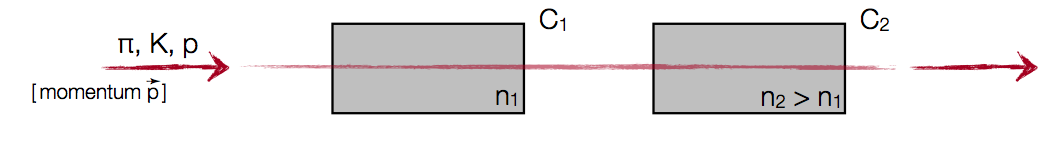 π, K, p
[momentum p⃗]
C₁
n₁
C₂
n₂ > n₁